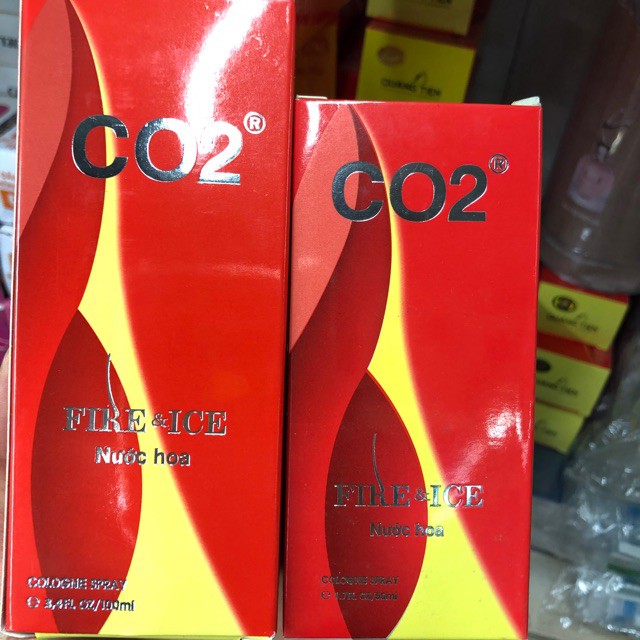 CO2®
FIRE & ICE
Nước hoa
COLOGNE SPRAY
℮ 3,4FL OZ/100ml
CO2®
FIRE & ICE
Nước hoa
COLOGNE SPRAY